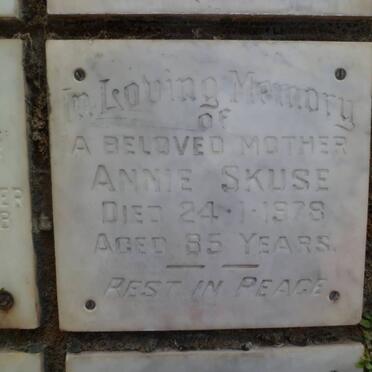 In Loving Memory
OF
A BELOVED MOTHER
ANNIE SKUSE
DIED 24·1·1978
AGED 85 YEARS.
REST IN PEACE